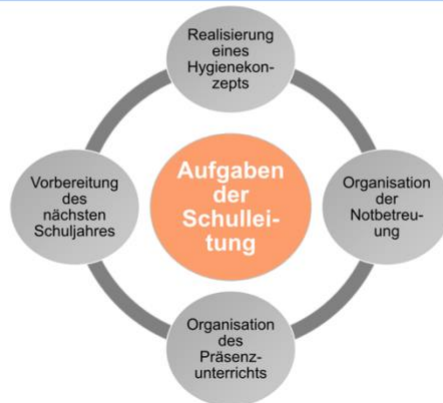 Realisierung
eines
Hygienekon-
zepts
Vorbereitung
des
nächsten
Schuljahres
Aufgaben
der
Schullei-
tung
Organisation
der
Notbetreu-
ung
Organisation
des
Präsenz-
unterrichts